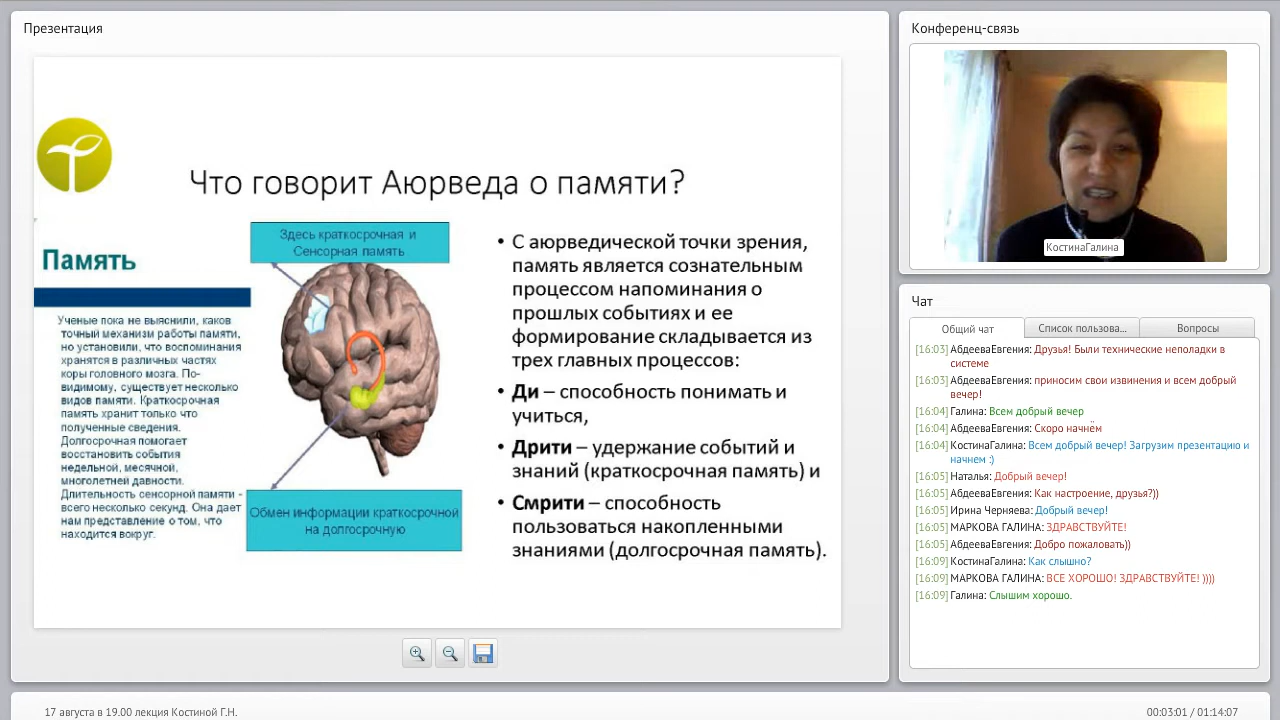 Презентация
Что говорит Аюрведа о памяти?
Память
Ученые пока не выяснили, каков
точный механизм работы памяти,
но установили, что воспоминания
хранятся в различных частях
коры головного мозга. По-
видимому, существует несколько
видов памяти. Краткосрочная
память хранит только что
полученные сведения.
Долгосрочная помогает
восстановить события
недельной, месячной,
многолетней давности.
Длительность сенсорной памяти -
всего несколько секунд. Она дает
нам представление о том, что
находится вокруг.
Здесь краткосрочная и
Сенсорная память
Обмен информации краткосрочной
на долгосрочную
• С аюрведической точки зрения,
память является сознательным
процессом напоминания о
прошлых событиях и ее
формирование складывается из
трех главных процессов:
• Ди – способность понимать и
учиться,
• Дрити – удержание событий и
знаний (краткосрочная память) и
• Смрити – способность
пользоваться накопленными
знаниями (долгосрочная память).
Конференц-связь
КостинаГалина
Чат
Общий чат
Список пользова...
Вопросы
[16:03] АбдееваЕвгения: Друзья! Были технические неполадки в
системе
[16:03] АбдееваЕвгения: приносим свои извинения и всем добрый
вечер!
[16:04] Галина: Всем добрый вечер
[16:04] АбдееваЕвгения: Скоро начнём
[16:04] КостинаГалина: Всем добрый вечер! Загрузим презентацию и
начнем :)
[16:05] Наталья: Добрый вечер!
[16:05] АбдееваЕвгения: Как настроение, друзья?))
[16:05] Ирина Черняева: Добрый вечер!
[16:05] МАРКОВА ГАЛИНА: ЗДРАВСТВУЙТЕ!
[16:05] АбдееваЕвгения: Добро пожаловать))
[16:09] КостинаГалина: Как слышно?
[16:09] МАРКОВА ГАЛИНА: ВСЕ ХОРОШО! ЗДРАВСТВУЙТЕ! ))))
[16:09] Галина: Слышим хорошо.
17 августа в 19.00 лекция Костиной Г.Н.
00:03:01 / 01:14:07